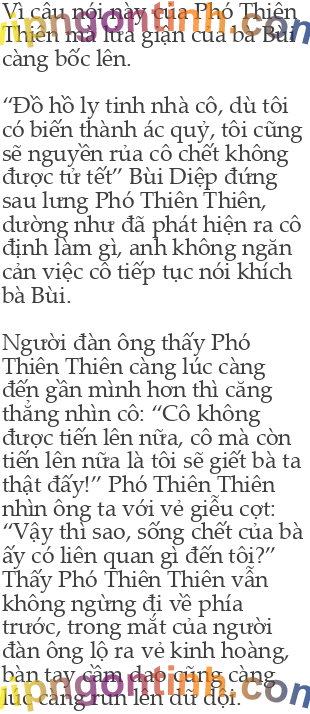 Vì câu nói này của Phó Thiên
Thiên mà lửa giận của bà Bùi
càng bốc lên.
“Đồ hồ ly tinh nhà cô, dù tôi
có biến thành ác quỷ, tôi cũng
sẽ nguyền rủa cô chết không
được tử tết” Bùi Diệp đứng
sau lưng Phó Thiên Thiên,
dường như đã phát hiện ra cô
định làm gì, anh không ngăn
cản việc cô tiếp tục nói khích
bà Bùi.
Người đàn ông thấy Phó
Thiên Thiên càng lúc càng
đến gần mình hơn thì căng
thẳng nhìn cô: “Cô không
được tiến lên nữa, cô mà còn
tiến lên nữa là tôi sẽ giết bà ta
thật đấy!” Phó Thiên Thiên
nhìn ông ta với vẻ giễu cợt:
“Vậy thì sao, sống chết của bà
ấy có liên quan gì đến tôi?”
Thấy Phó Thiên Thiên vẫn
không ngừng đi về phía
trước, trong mắt của người
đàn ông lộ ra vẻ kinh hoàng,
bàn tay cầm dao cũng càng
lúc càng run lên dữ dội.
vipngontinh.com
vipngontinh.com